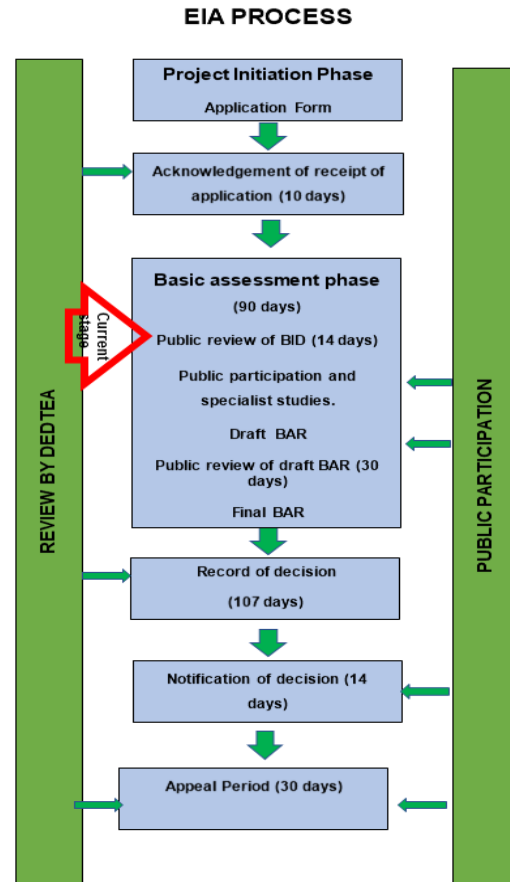 EIA PROCESS
Project Initiation Phase
Application Form
Acknowledgement of receipt of
application (10 days)
Basic assessment phase
(90 days)
Public review of BID (14 days)
Public participation and
specialist studies.
Draft BAR
Public review of draft BAR (30
days)
Final BAR
Current
stage
REVIEW BY DEDTEA
PUBLIC PARTICIPATION
Record of decision
(107 days)
Notification of decision (14
days)
Appeal Period (30 days)